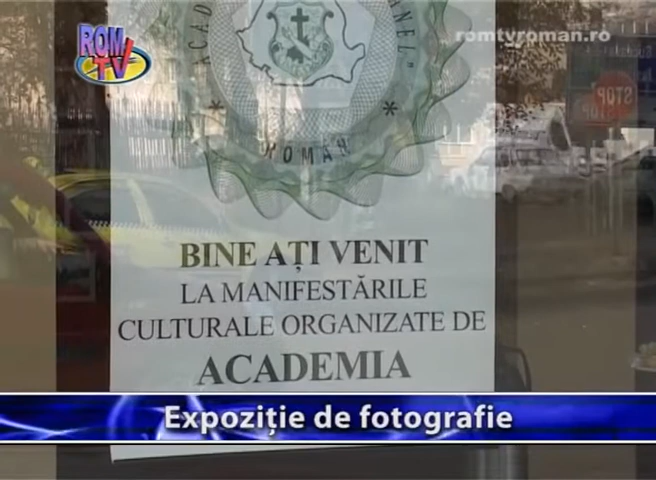 ROM TV
romtvroman.ro
STOP
ROMAN
BINE AȚI VENIT
LA MANIFESTĂRILE
CULTURALE ORGANIZATE DE
ACADEMIA
Expoziție de fotografie